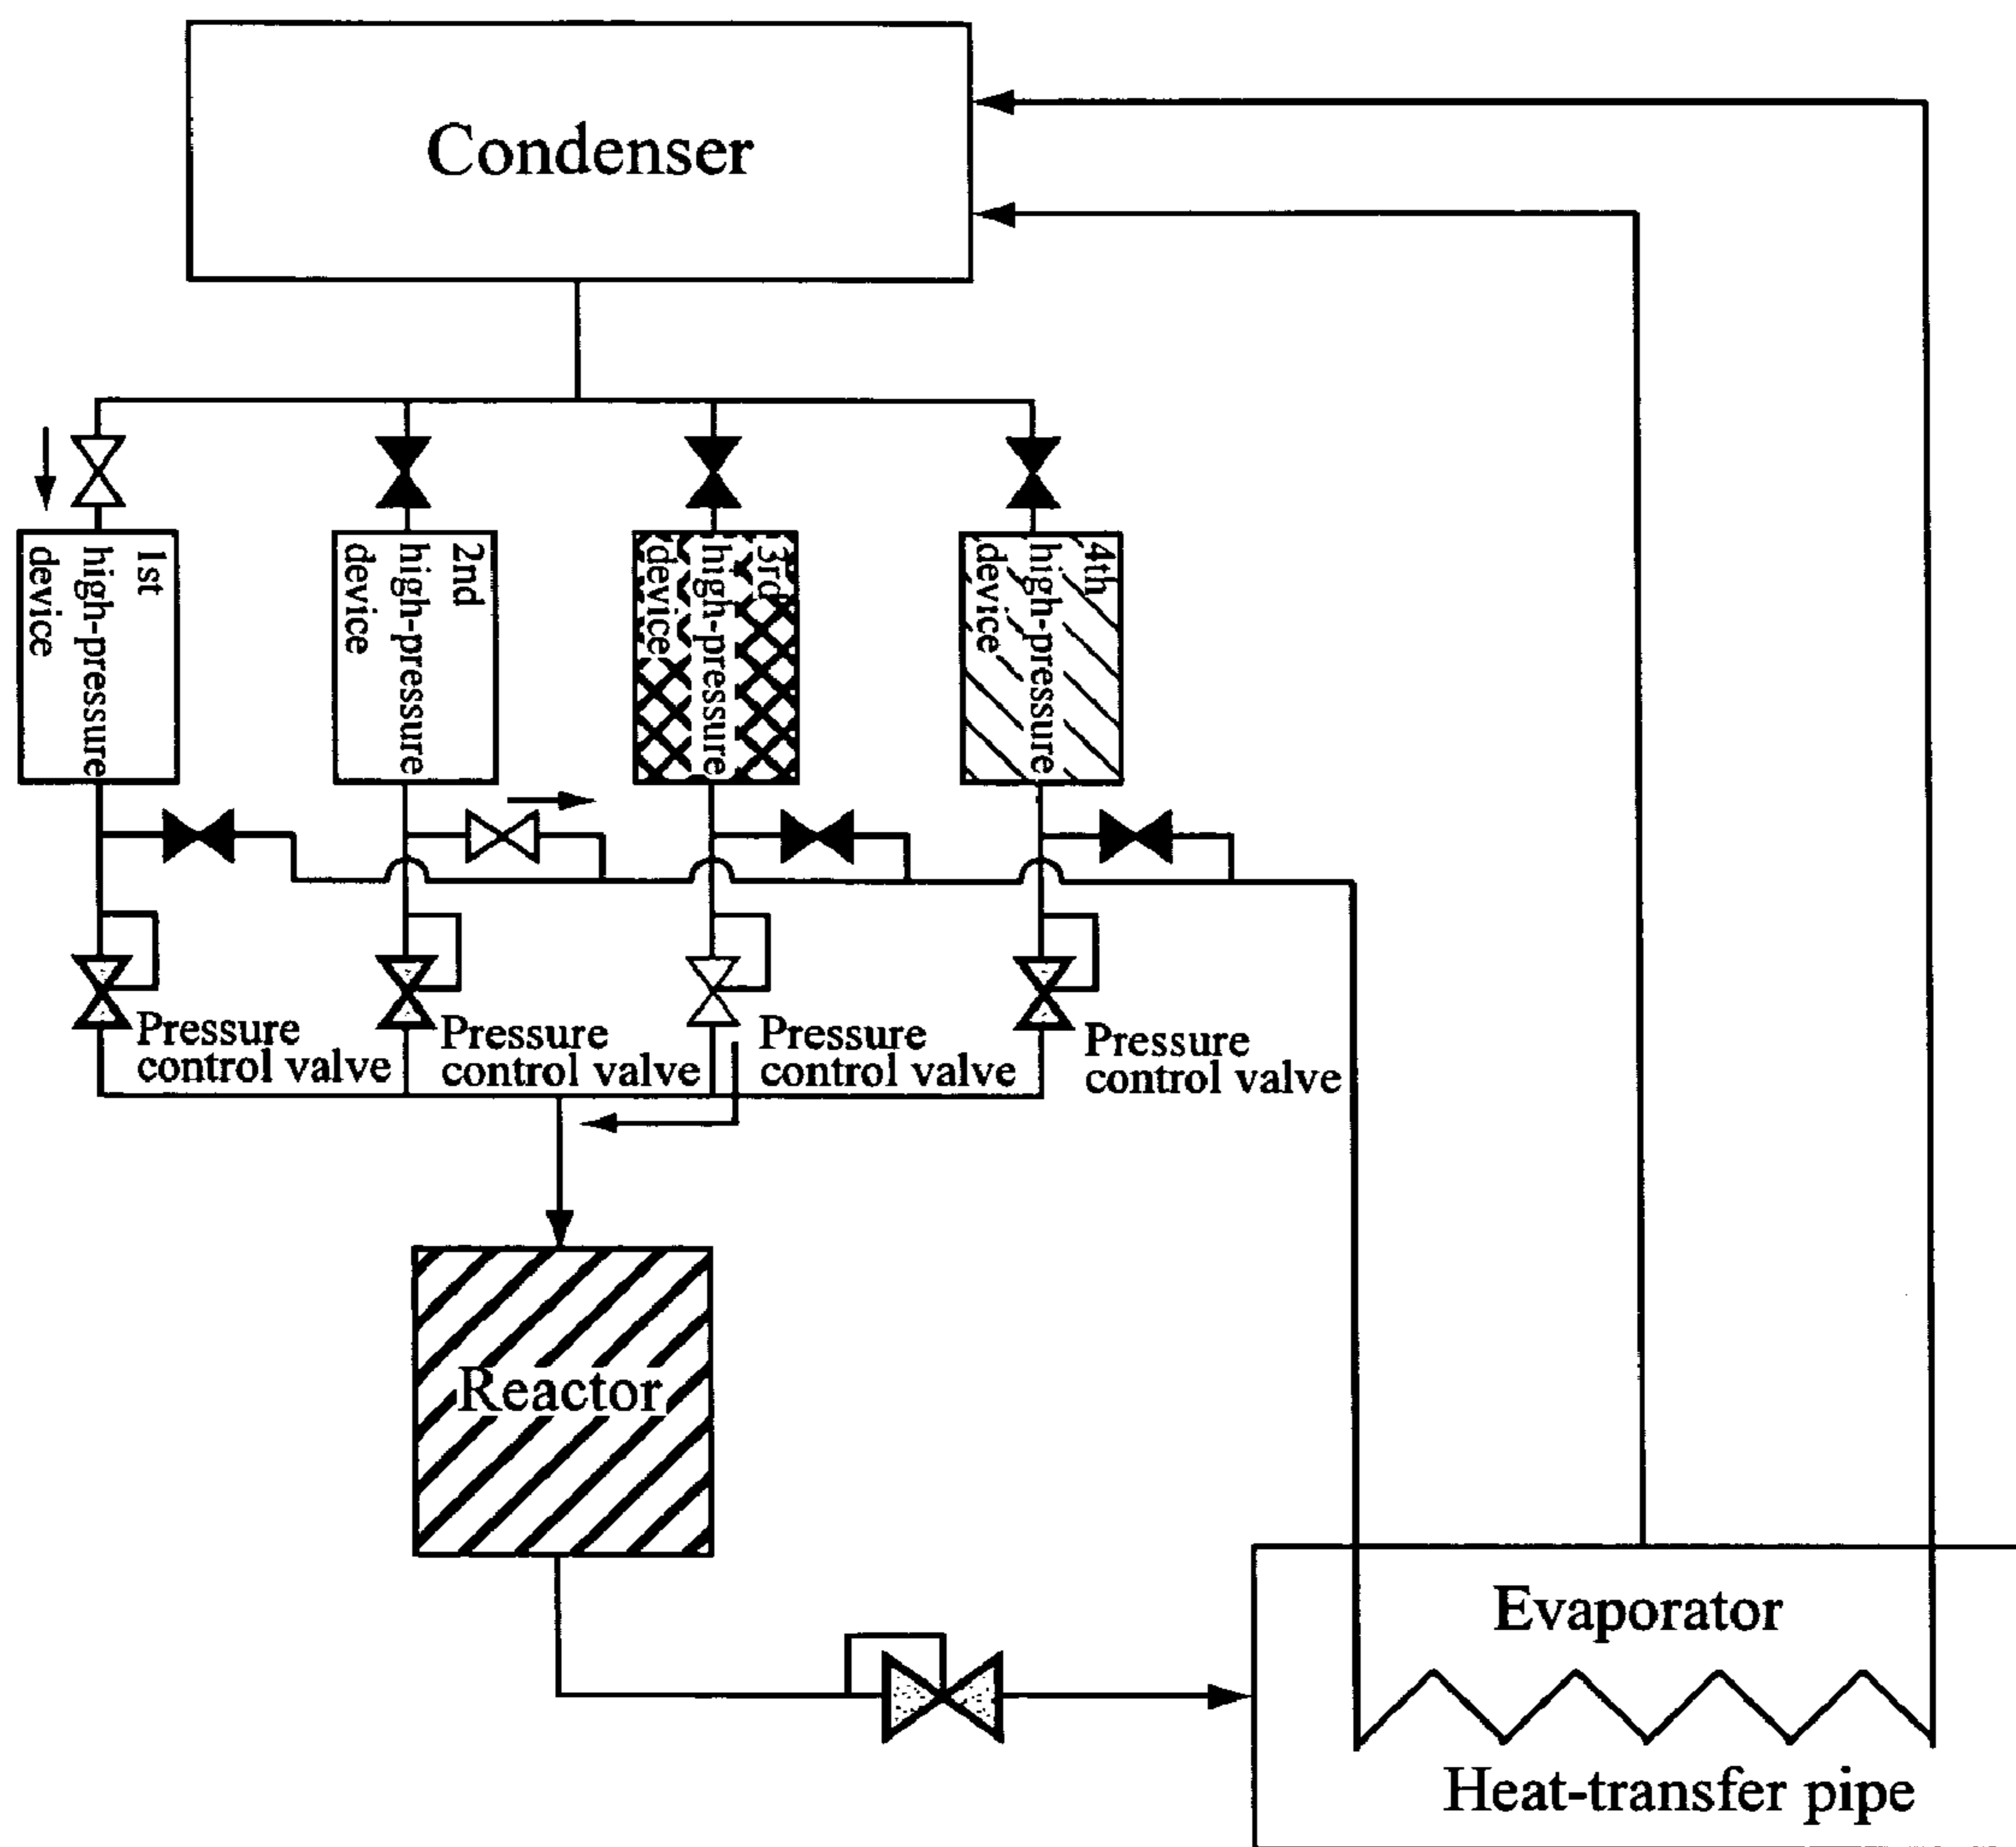 Condenser
1st
high-pressure
device
2nd
high-pressure
device
3rd
high-pressure
device
4th
high-pressure
device
Pressure
control valve
Pressure
control valve
Pressure
control valve
Pressure
control valve
Reactor
Evaporator
Heat-transfer pipe